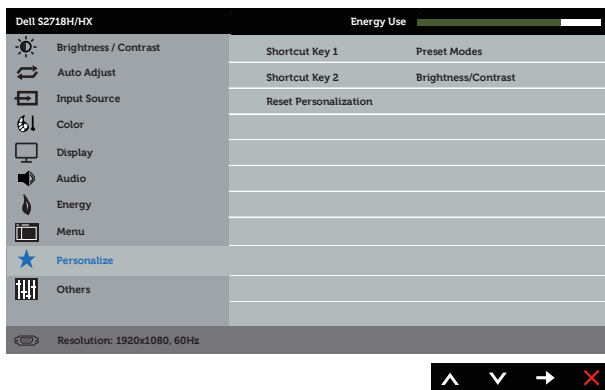 Dell S2718H/HX Energy Use
Brightness / Contrast
Auto Adjust
Input Source
Color
Display
Audio
Energy
Menu
Personalize
Others
Shortcut Key 1 Preset Modes
Shortcut Key 2 Brightness/Contrast
Reset Personalization
Resolution: 1920x1080, 60Hz